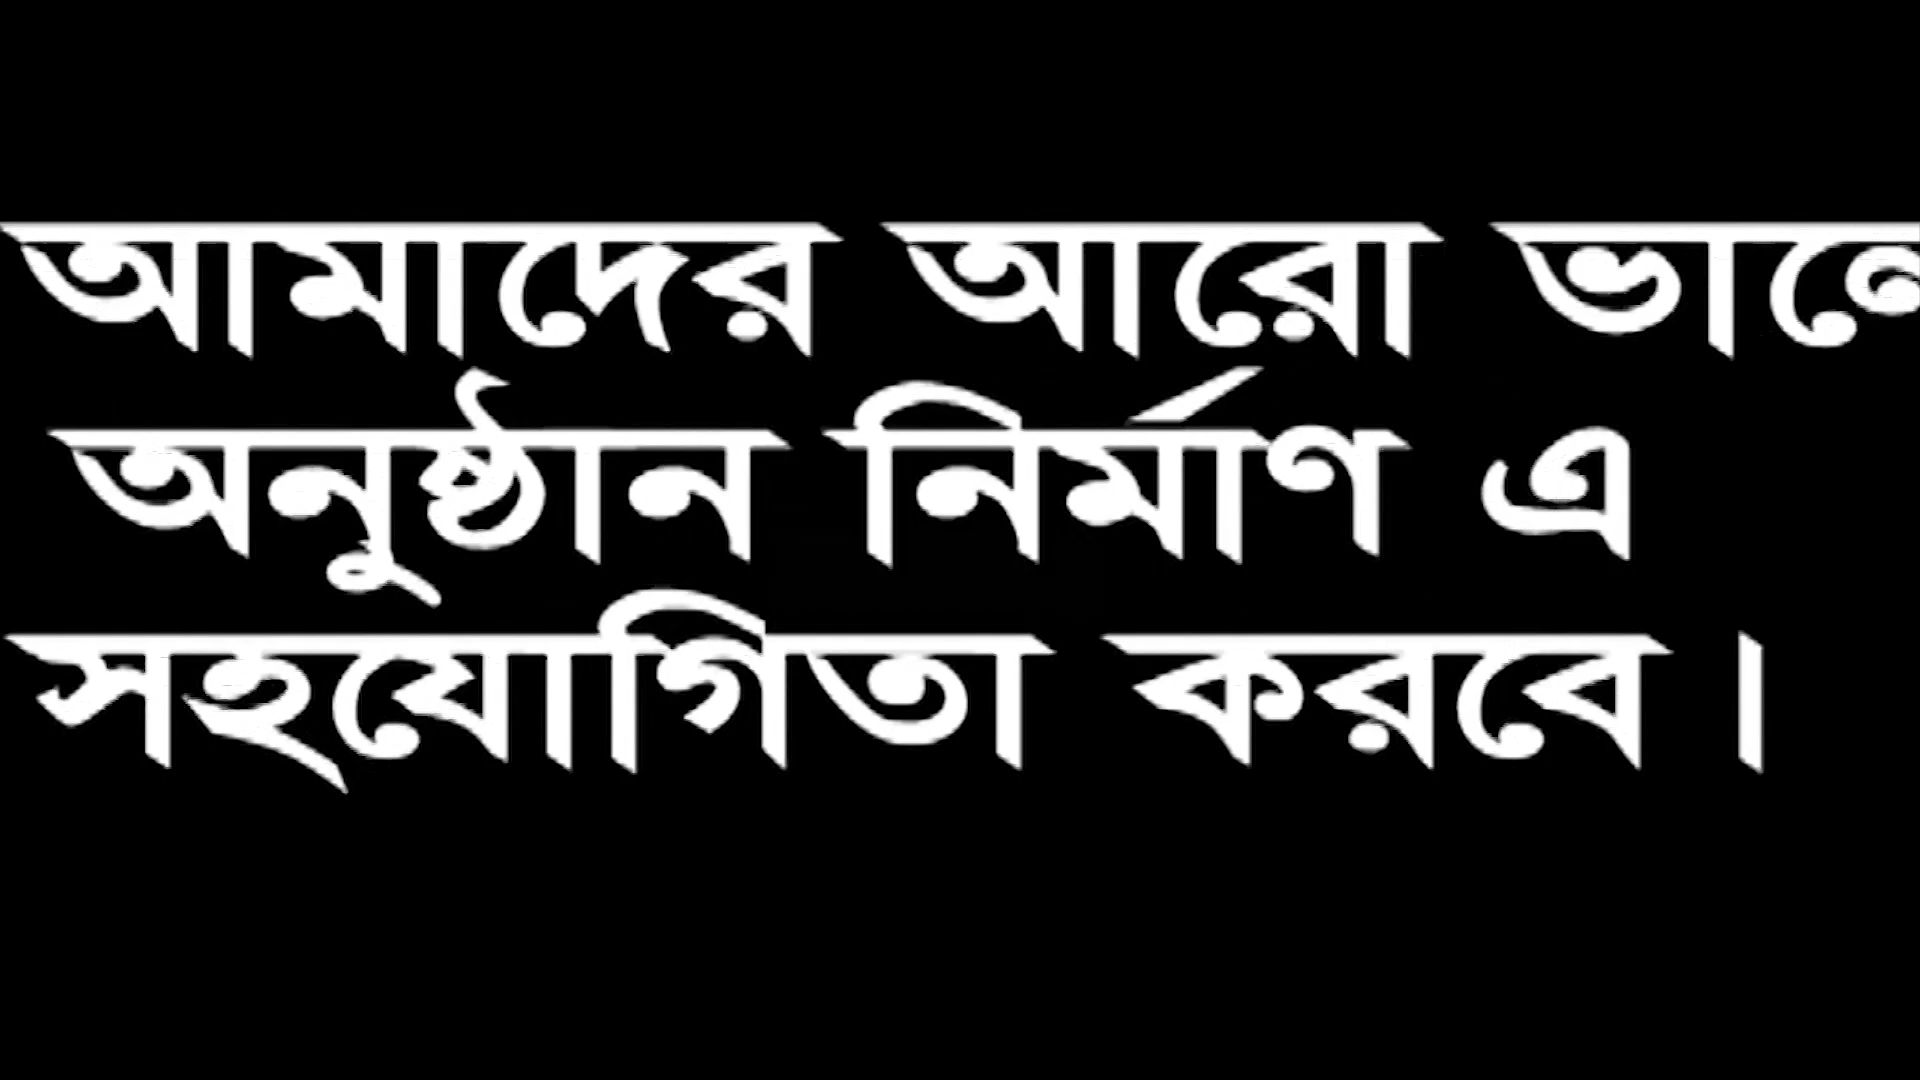 আমাদের আরো
অনুষ্ঠান নির্মাণ এ
সহযোগিতা করবে ।